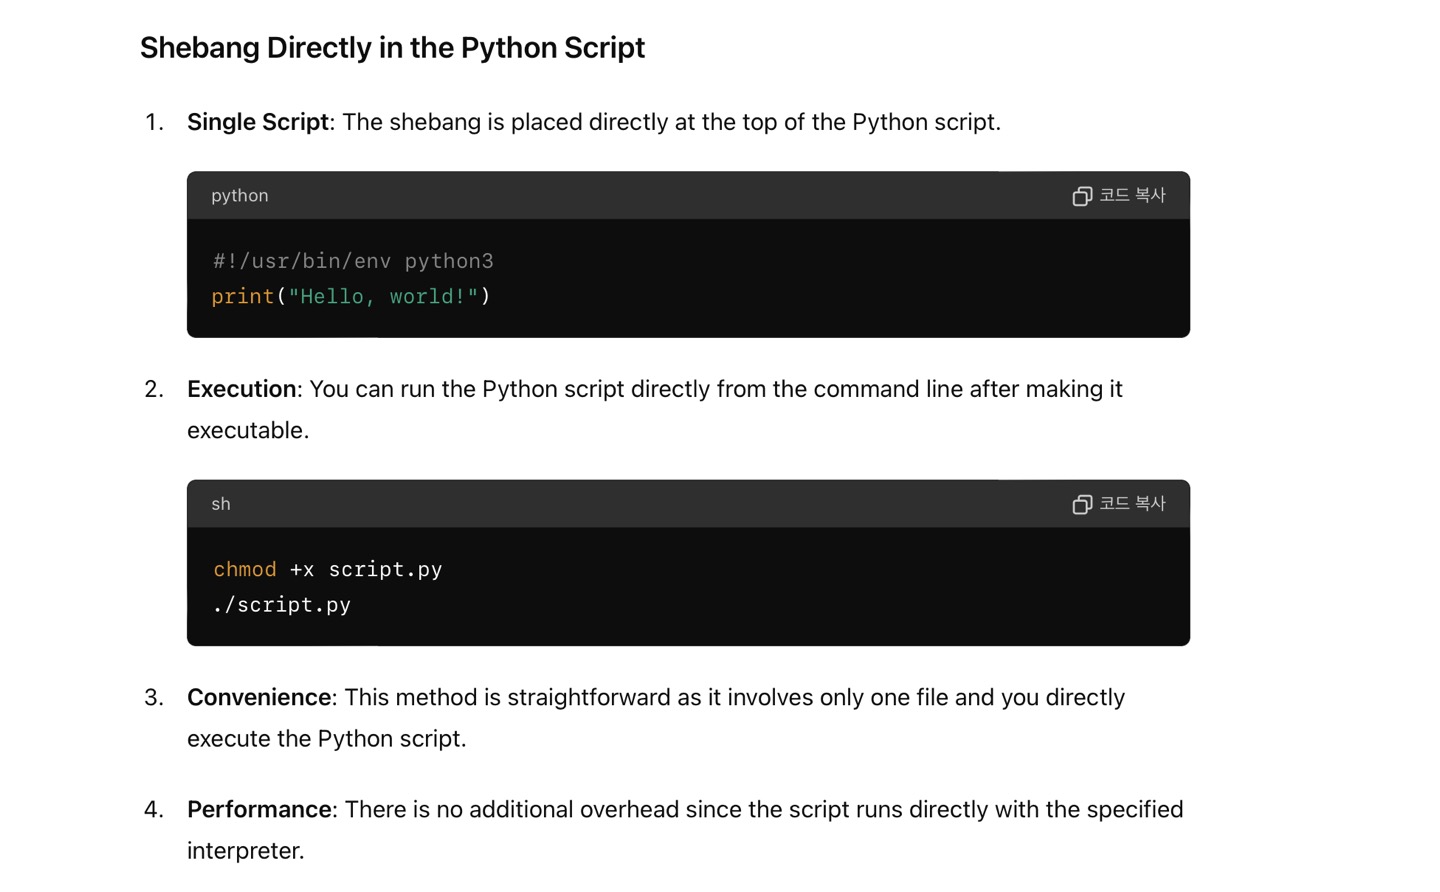 Shebang Directly in the Python Script
1. Single Script: The shebang is placed directly at the top of the Python script.
python 코드 복사
#!/usr/bin/env python3
print("Hello, world!")
2. Execution: You can run the Python script directly from the command line after making it
executable.
sh 코드 복사
chmod +x script.py
./script.py
3. Convenience: This method is straightforward as it involves only one file and you directly
execute the Python script.
4. Performance: There is no additional overhead since the script runs directly with the specified
interpreter.